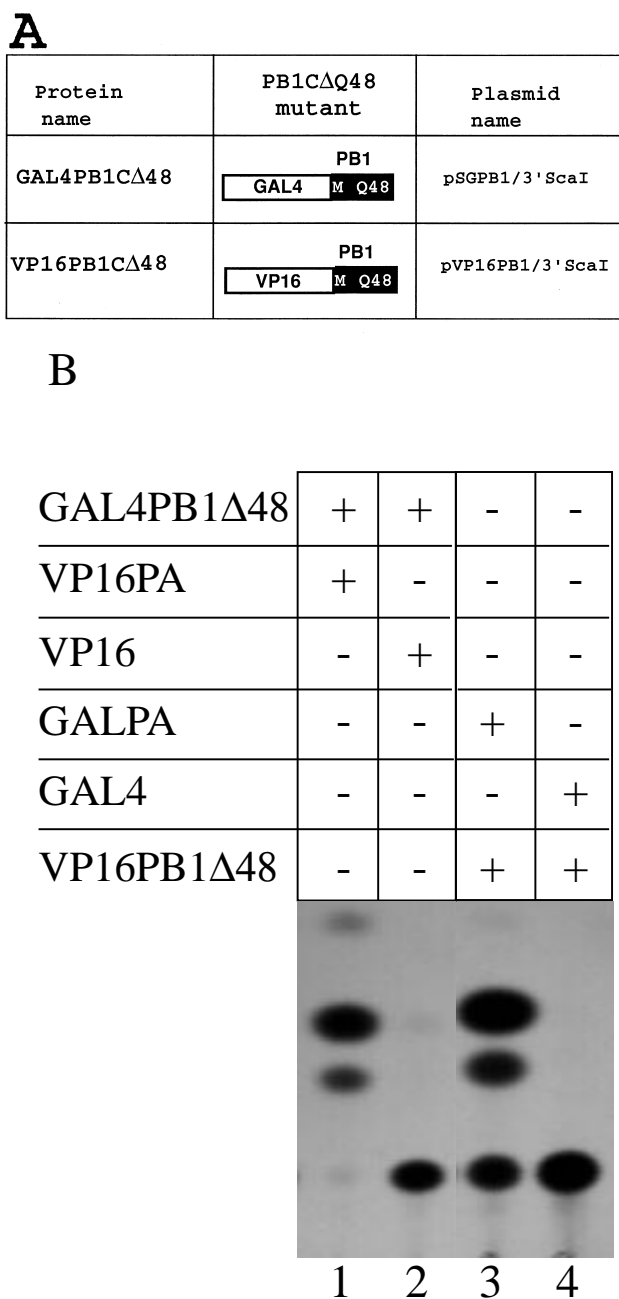 A
Protein name
PB1CΔQ48 mutant
Plasmid name
GAL4PB1CΔ48
PB1
GAL4 M Q48
pSGPB1/3'ScaI
VP16PB1CΔ48
PB1
VP16 M Q48
pVP16PB1/3'ScaI
B
GAL4PB1Δ48 + + - -
VP16PA + - - -
VP16 - + - -
GALPA - - + -
GAL4 - - - +
VP16PB1Δ48 - - + +
1 2 3 4